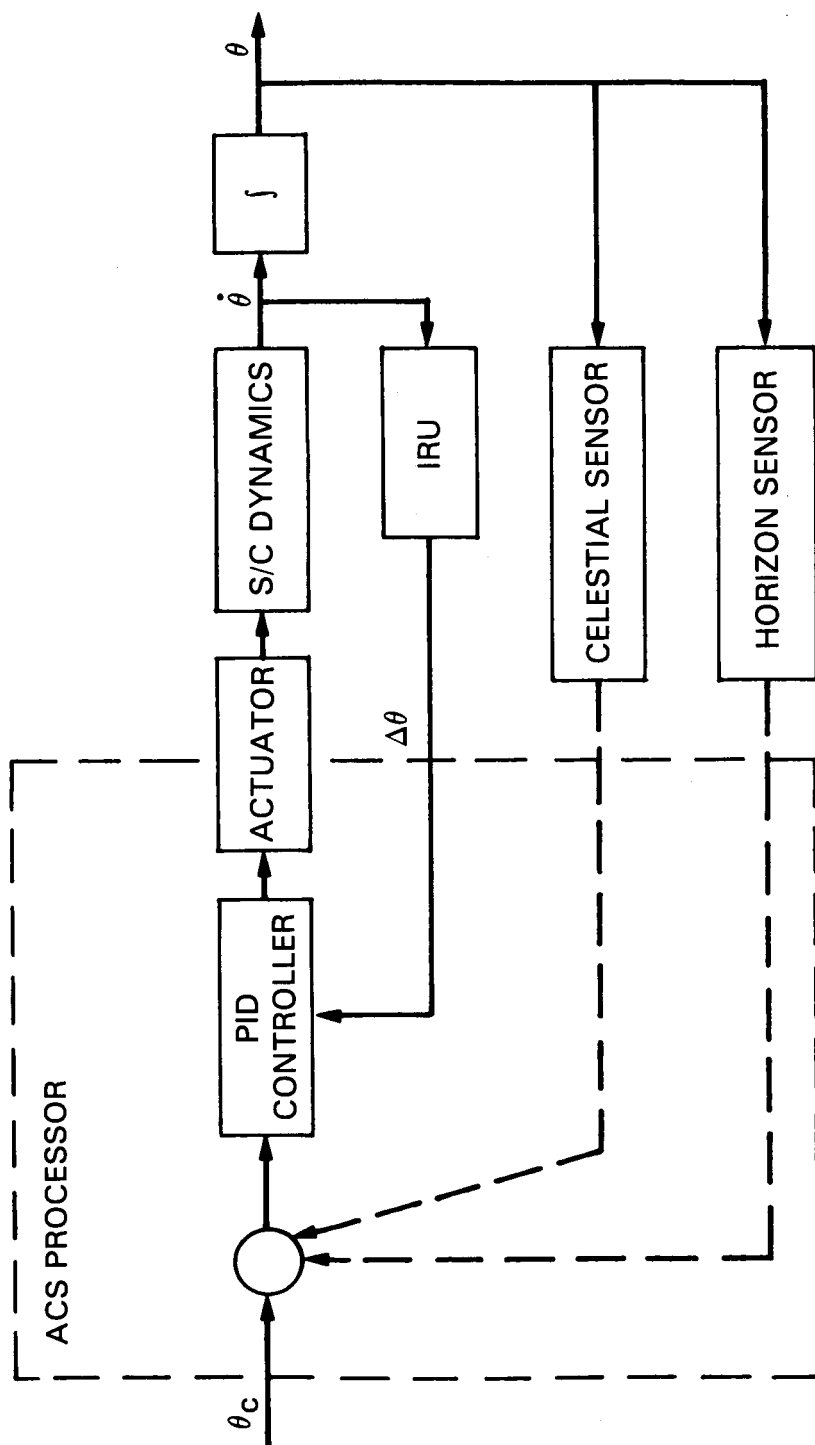 ACS PROCESSOR
θC
PID
CONTROLLER
ACTUATOR
S/C DYNAMICS
θ̇
∫
θ
Δθ
IRU
CELESTIAL SENSOR
HORIZON SENSOR